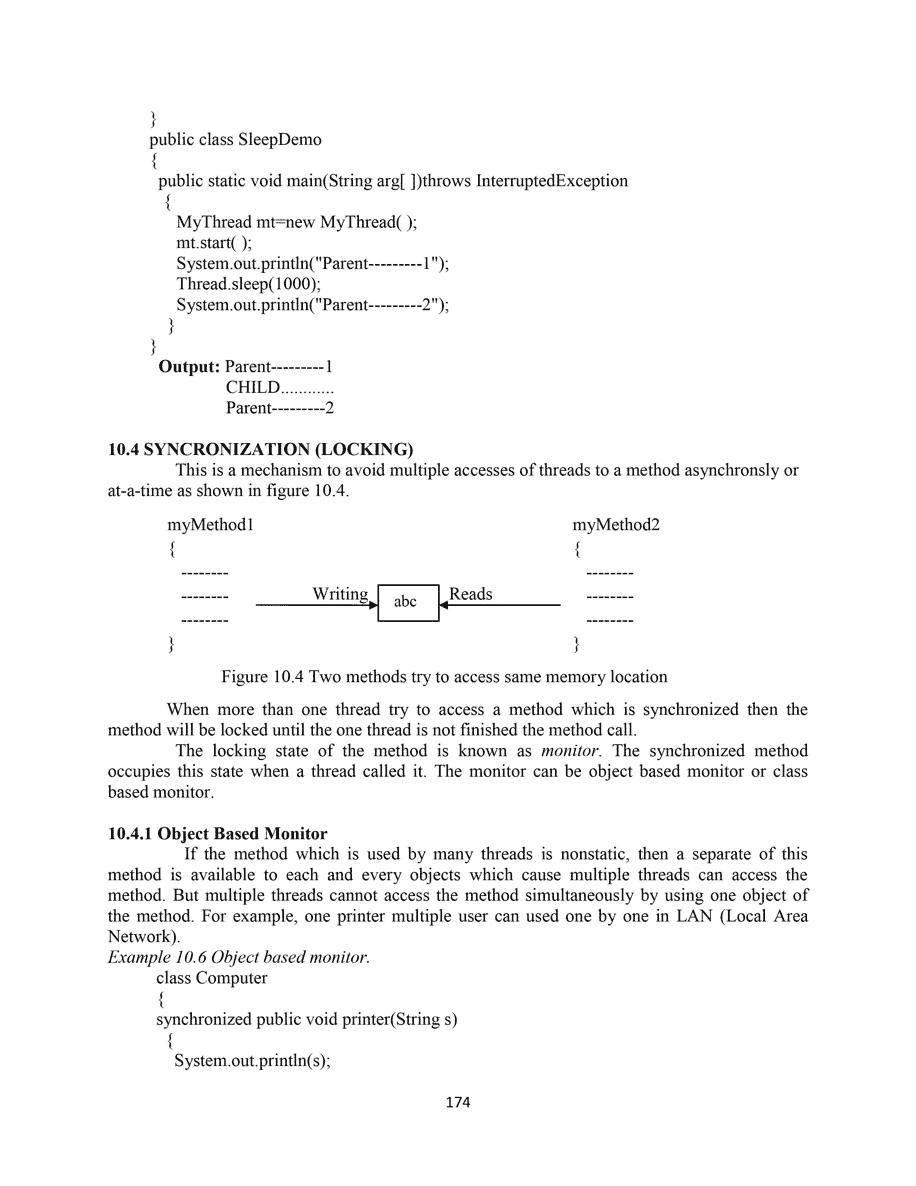 }
public class SleepDemo
{
public static void main(String arg[ ])throws InterruptedException
{
MyThread mt=new MyThread( );
mt.start( );
System.out.println("Parent---------1");
Thread.sleep(1000);
System.out.println("Parent---------2");
}
}
Output: Parent---------1
CHILD............
Parent---------2
10.4 SYNCRONIZATION (LOCKING)
This is a mechanism to avoid multiple accesses of threads to a method asynchronsly or
at-a-time as shown in figure 10.4.
myMethod1 myMethod2
{ {
-------- --------
-------- Writing abc Reads --------
-------- --------
} }
Figure 10.4 Two methods try to access same memory location
When more than one thread try to access a method which is synchronized then the
method will be locked until the one thread is not finished the method call.
The locking state of the method is known as monitor. The synchronized method
occupies this state when a thread called it. The monitor can be object based monitor or class
based monitor.
10.4.1 Object Based Monitor
If the method which is used by many threads is nonstatic, then a separate of this
method is available to each and every objects which cause multiple threads can access the
method. But multiple threads cannot access the method simultaneously by using one object of
the method. For example, one printer multiple user can used one by one in LAN (Local Area
Network).
Example 10.6 Object based monitor.
class Computer
{
synchronized public void printer(String s)
{
System.out.println(s);
174